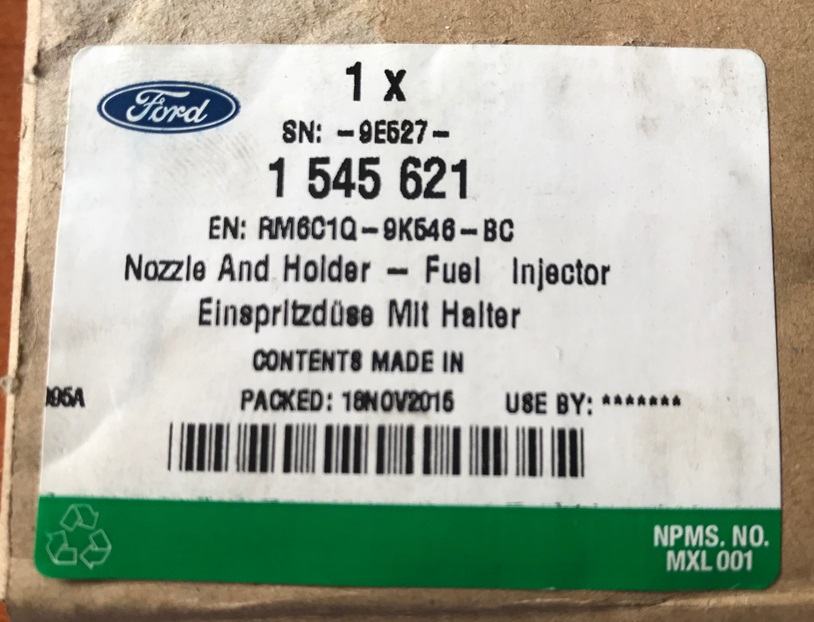 Ford
1 x
SN: -9E527-
1 545 621
EN: RM6C1Q-9K546-BC
Nozzle And Holder - Fuel Injector
Einspritzdüse Mit Halter
CONTENTS MADE IN
095A PACKED: 18NOV2015 USE BY: *******
NPMS. NO.
MXL 001